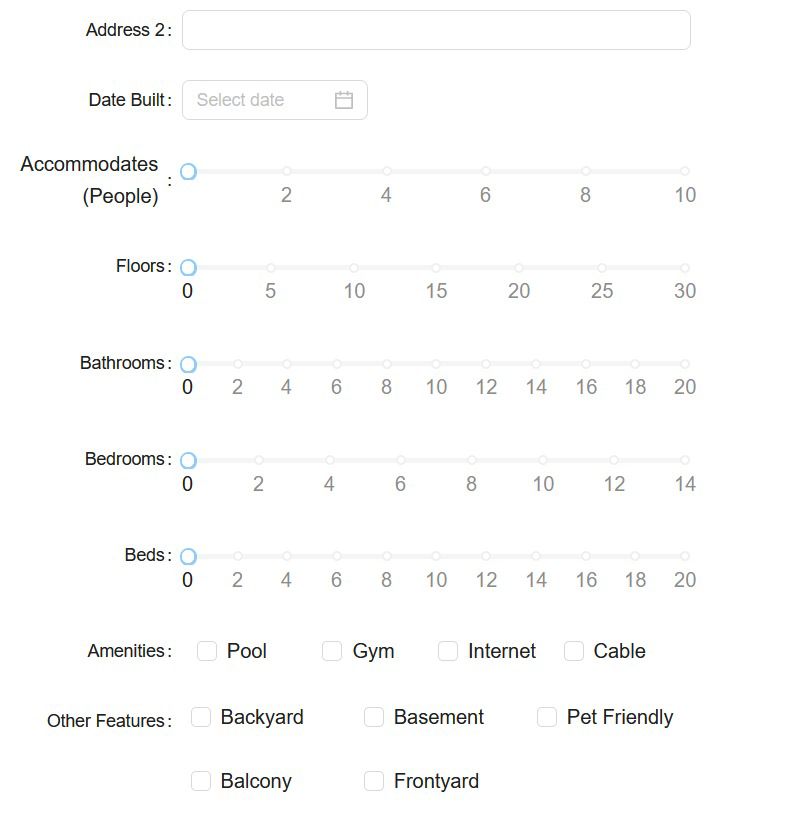 Address 2:
Date Built: Select date
Accommodates
(People) :
2 4 6 8 10
Floors:
0 5 10 15 20 25 30
Bathrooms:
0 2 4 6 8 10 12 14 16 18 20
Bedrooms:
0 2 4 6 8 10 12 14
Beds:
0 2 4 6 8 10 12 14 16 18 20
Amenities: Pool Gym Internet Cable
Other Features: Backyard Basement Pet Friendly
Balcony Frontyard